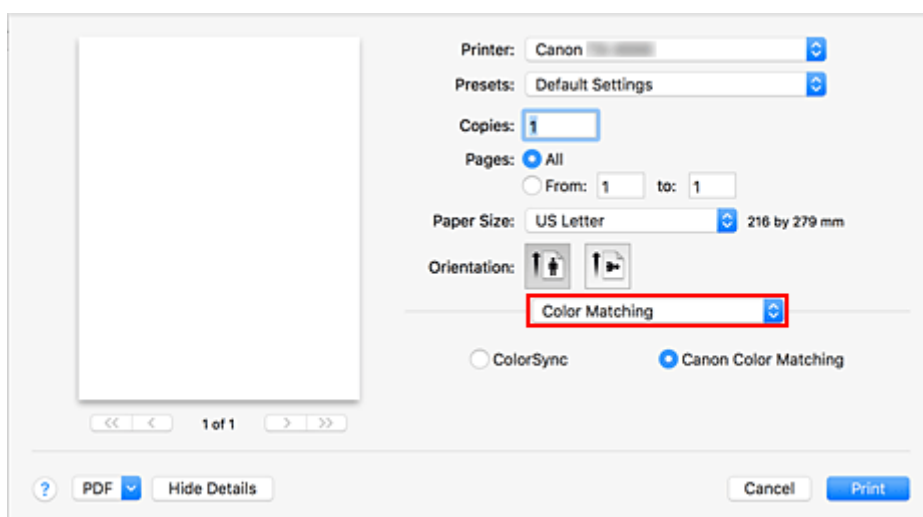 Printer: Canon
Presets: Default Settings
Copies: 1
Pages: All
From: 1 to: 1
Paper Size: US Letter 216 by 279 mm
Orientation:
Color Matching
ColorSync Canon Color Matching
<< < 1 of 1 > >>
? PDF Hide Details Cancel Print